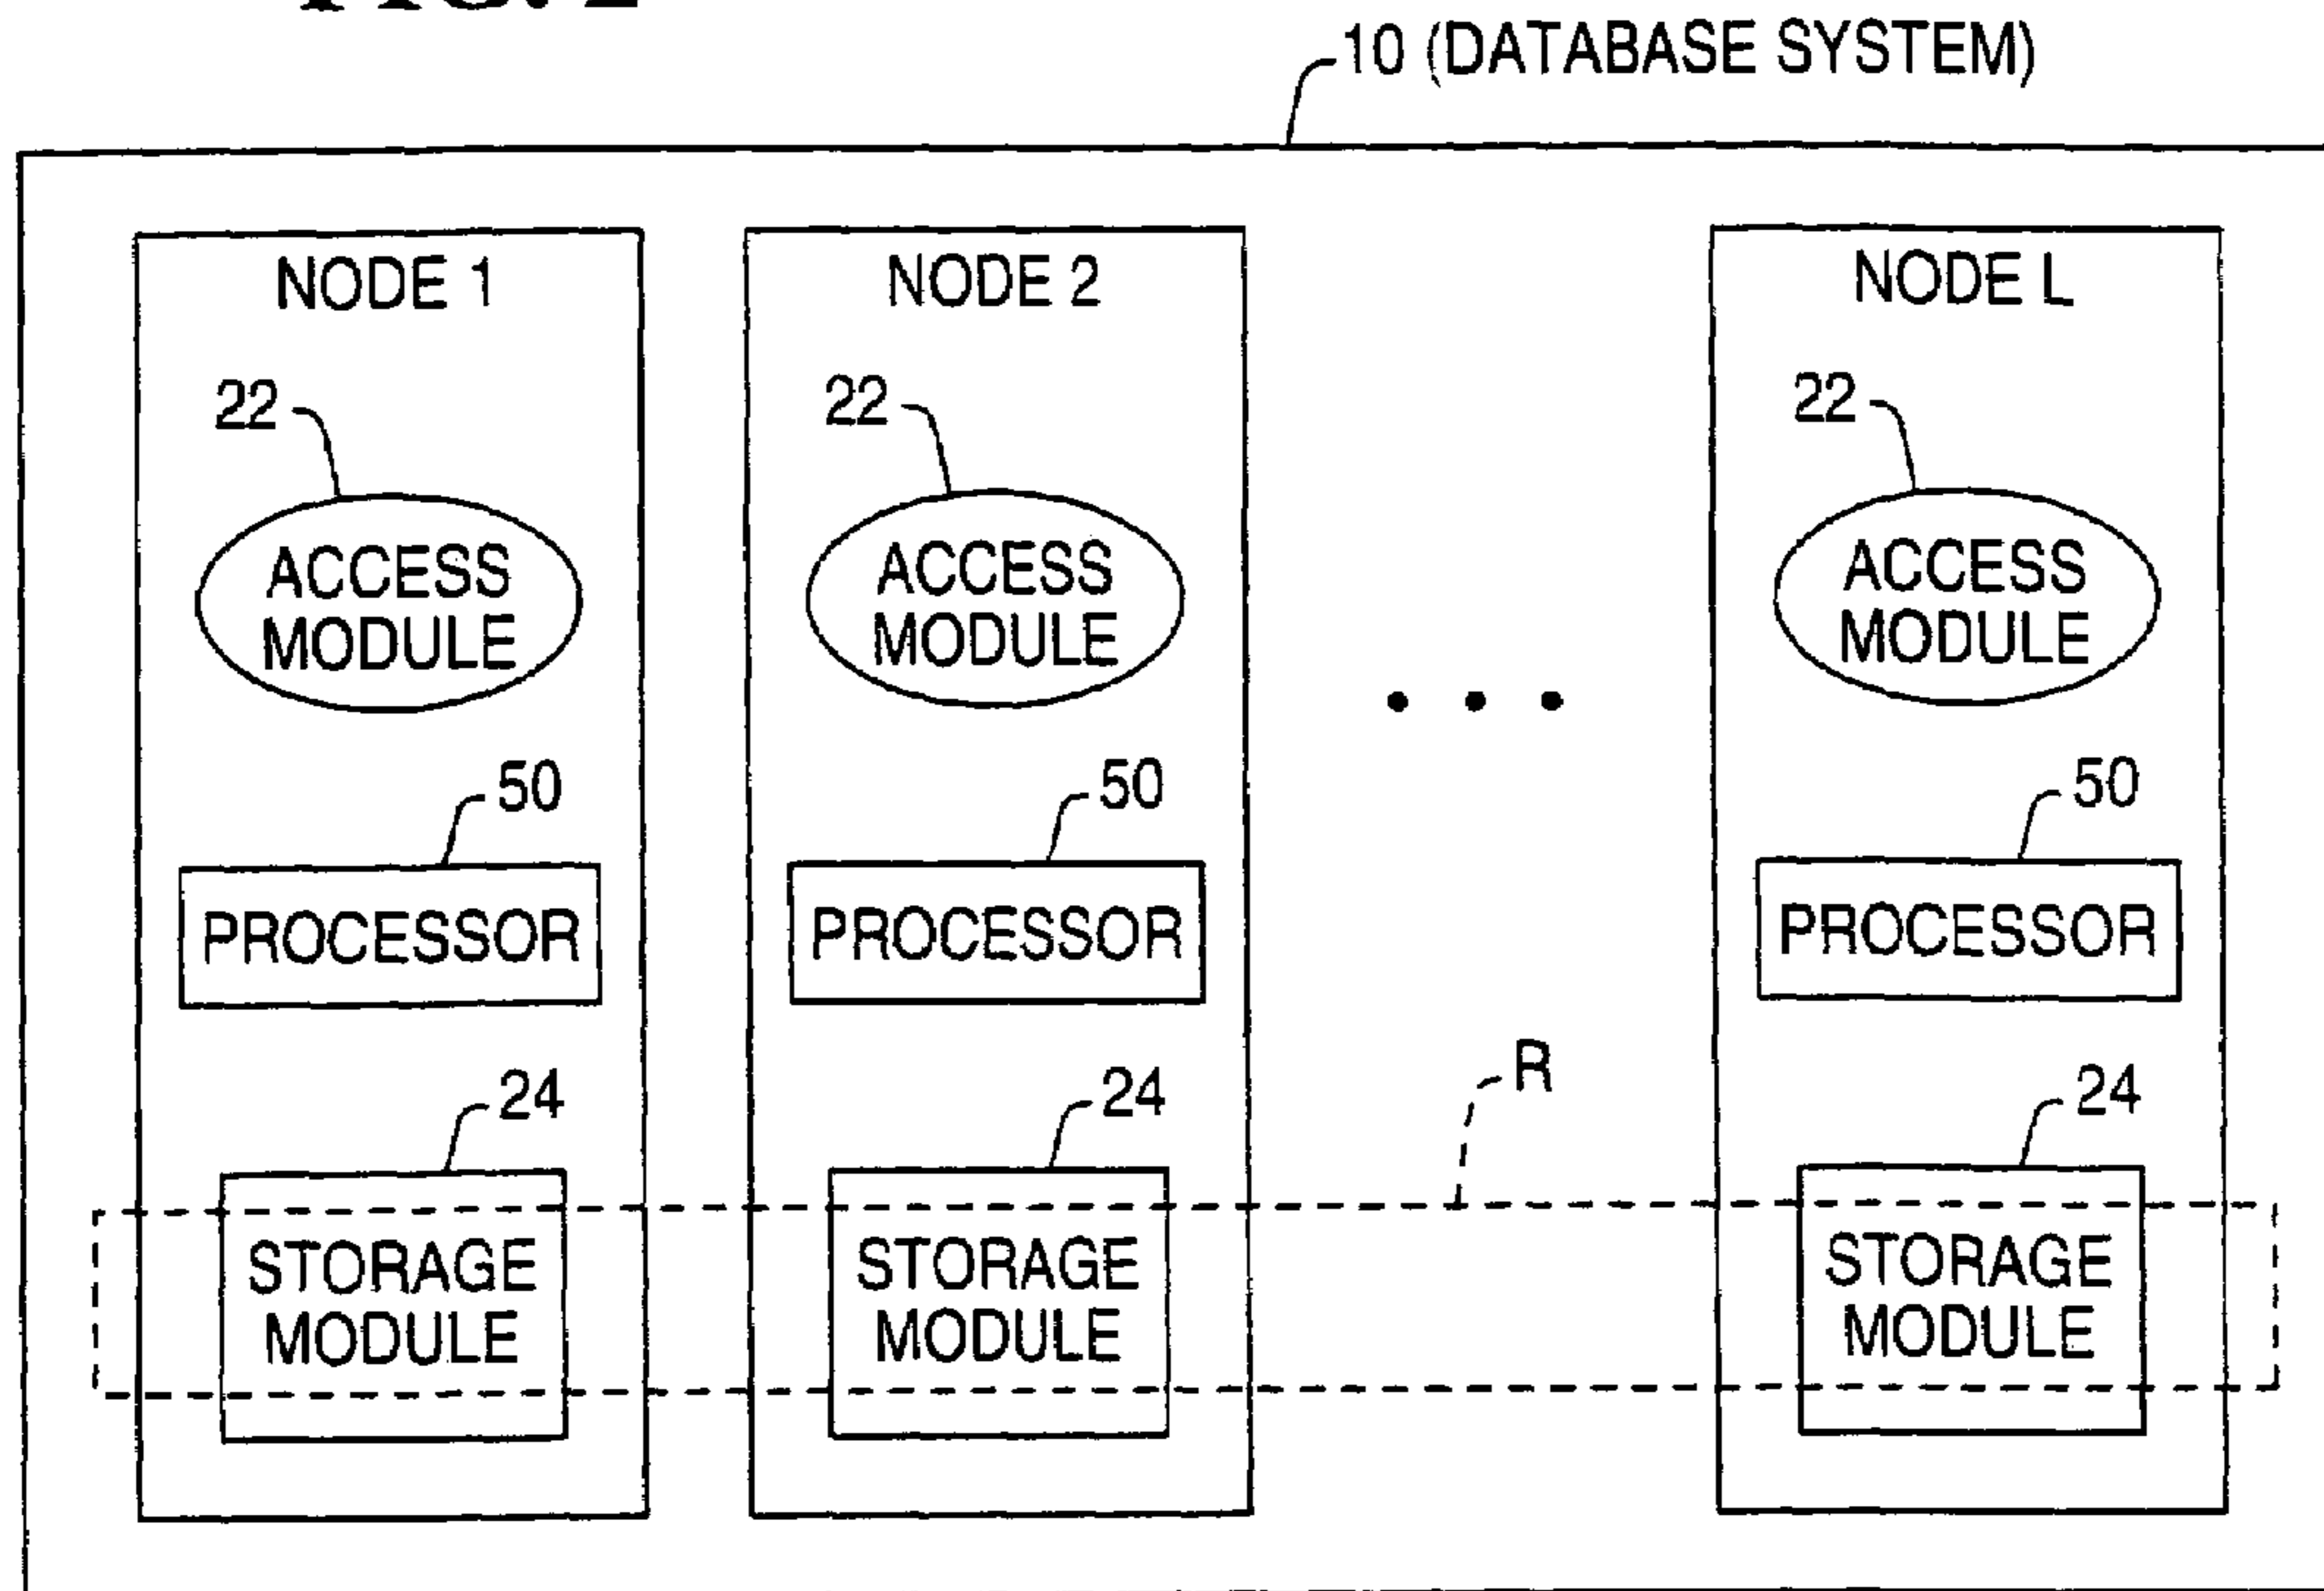 10 (DATABASE SYSTEM)
NODE 1
NODE 2
NODE L
22
22
22
ACCESS
MODULE
ACCESS
MODULE
ACCESS
MODULE
50
50
50
PROCESSOR
PROCESSOR
PROCESSOR
R
24
24
24
STORAGE
MODULE
STORAGE
MODULE
STORAGE
MODULE